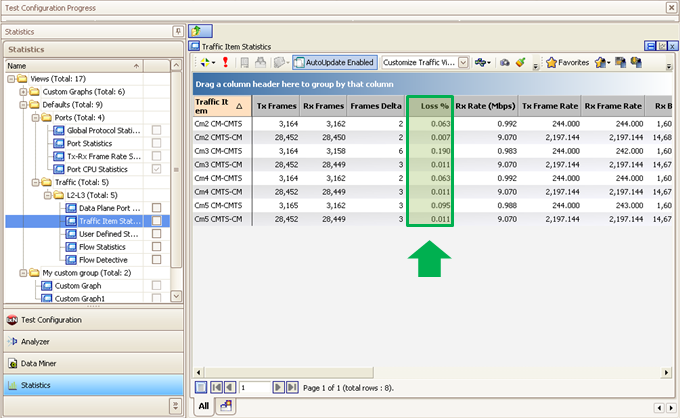 Test Configuration Progress
Statistics
Statistics
Name
Views (Total: 17)
Custom Graphs (Total: 6)
Defaults (Total: 9)
Ports (Total: 4)
Global Protocol Stati...
Port Statistics
Tx-Rx Frame Rate S...
Port CPU Statistics
Traffic (Total: 5)
L2-L3 (Total: 5)
Data Plane Port ...
Traffic Item Stat...
User Defined St...
Flow Statistics
Flow Detective
My custom group (Total: 2)
Custom Graph
Custom Graph1
Test Configuration
Analyzer
Data Miner
Statistics
Traffic Item Statistics
AutoUpdate Enabled Customize Traffic Vi... Favorites
Drag a column header here to group by that column
Traffic It em Tx Frames Rx Frames Frames Delta Loss % Rx Rate (Mbps) Tx Frame Rate Rx Frame Rate Rx B
Cm2 CM-CMTS 3,164 3,162 2 0.063 0.992 244.000 244.000 1,60
Cm2 CMTS-CM 28,452 28,450 2 0.007 9.070 2,197.144 2,197.144 14,68
Cm3 CM-CMTS 3,164 3,158 6 0.190 0.983 244.000 242.000 1,60
Cm3 CMTS-CM 28,452 28,449 3 0.011 9.070 2,197.144 2,197.144 14,67
Cm4 CM-CMTS 3,164 3,162 2 0.063 0.992 244.000 244.000 1,60
Cm4 CMTS-CM 28,452 28,449 3 0.011 9.070 2,197.144 2,197.144 14,67
Cm5 CM-CMTS 3,165 3,162 3 0.095 0.988 244.000 243.000 1,60
Cm5 CMTS-CM 28,452 28,449 3 0.011 9.070 2,197.144 2,197.144 14,67
1 Page 1 of 1 (total rows : 8).
All